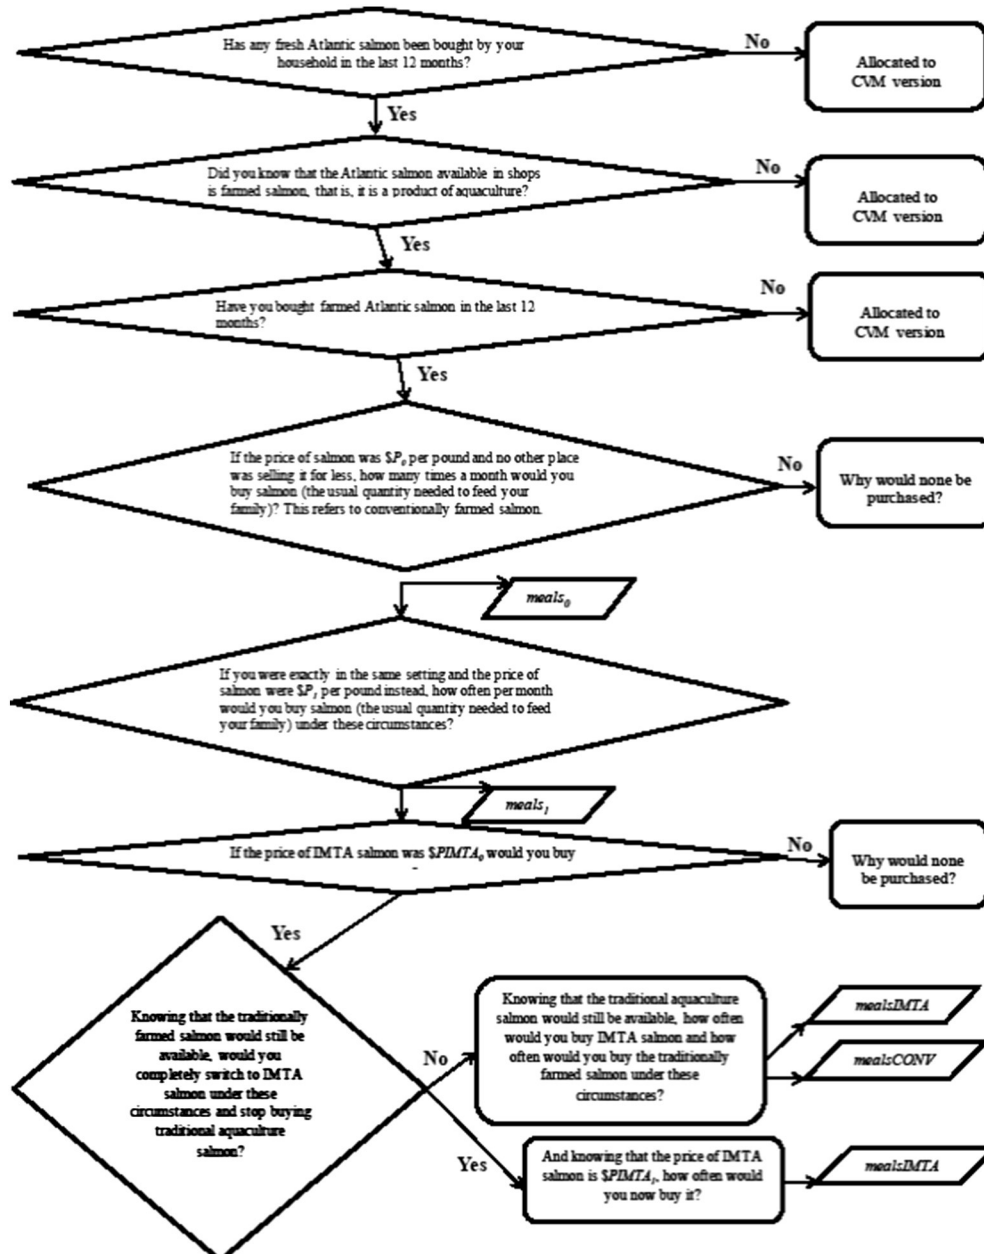 Has any fresh Atlantic salmon been bought by your
household in the last 12 months?
No
Allocated to
CVM version
Yes
Did you know that the Atlantic salmon available in shops
is farmed salmon, that is, it is a product of aquaculture?
No
Allocated to
CVM version
Yes
Have you bought farmed Atlantic salmon in the last 12
months?
No
Allocated to
CVM version
Yes
If the price of salmon was $P₀ per pound and no other place
was selling it for less, how many times a month would you
buy salmon (the usual quantity needed to feed your
family)? This refers to conventionally farmed salmon.
No
Why would none be
purchased?
meals₀
If you were exactly in the same setting and the price of
salmon were $P₁ per pound instead, how often per month
would you buy salmon (the usual quantity needed to feed
your family) under these circumstances?
meals₁
If the price of IMTA salmon was $PIMTA₀ would you buy
No
Why would none
be purchased?
Yes
Knowing that the traditionally
farmed salmon would still be
available, would you
completely switch to IMTA
salmon under these
circumstances and stop buying
traditional aquaculture
salmon?
No
Knowing that the traditional aquaculture
salmon would still be available, how often
would you buy IMTA salmon and how
often would you buy the traditionally
farmed salmon under these
circumstances?
mealsIMTA
mealsCONV
Yes
And knowing that the price of IMTA
salmon is $PIMTA₁, how often would
you now buy it?
mealsIMTA